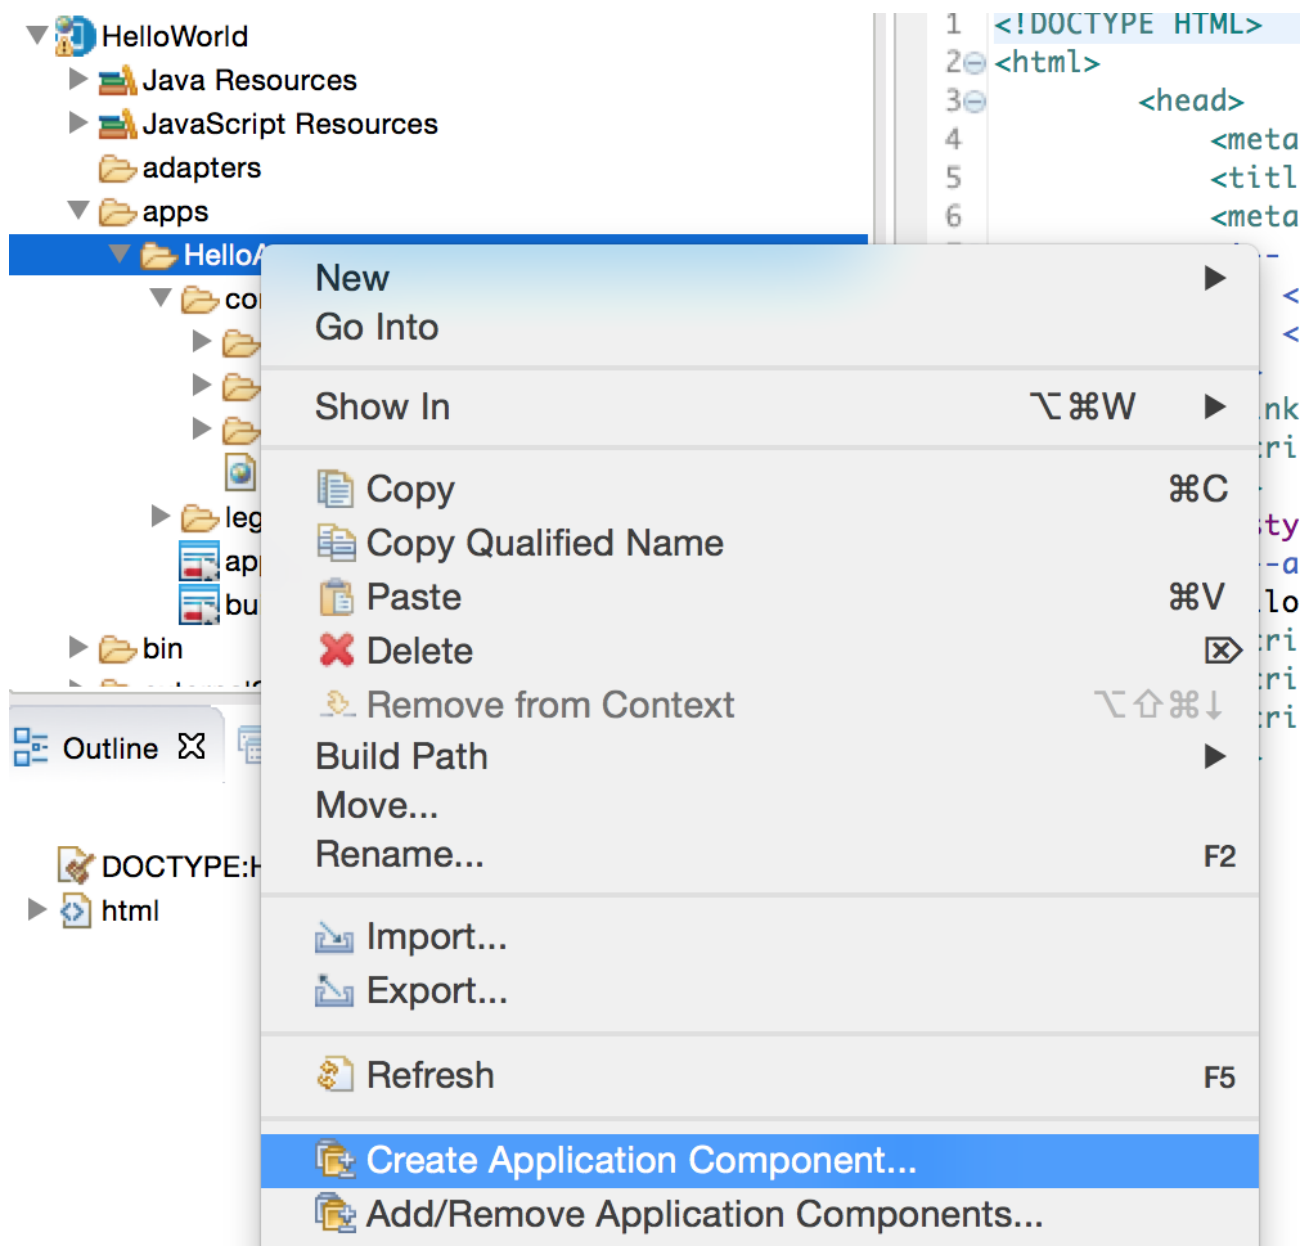 HelloWorld
Java Resources
JavaScript Resources
adapters
apps
bin
Outline
html
1 <!DOCTYPE HTML>
2 <html>
3 <head>
4 <meta
5
6 <meta
New
Go Into
Show In ⌥⌘W
Copy ⌘C
Copy Qualified Name
Paste ⌘V
Delete ⌦
Remove from Context ⌥⇧⌘↓
Build Path
Move...
Rename... F2
Import...
Export...
Refresh F5
Create Application Component...
Add/Remove Application Components...